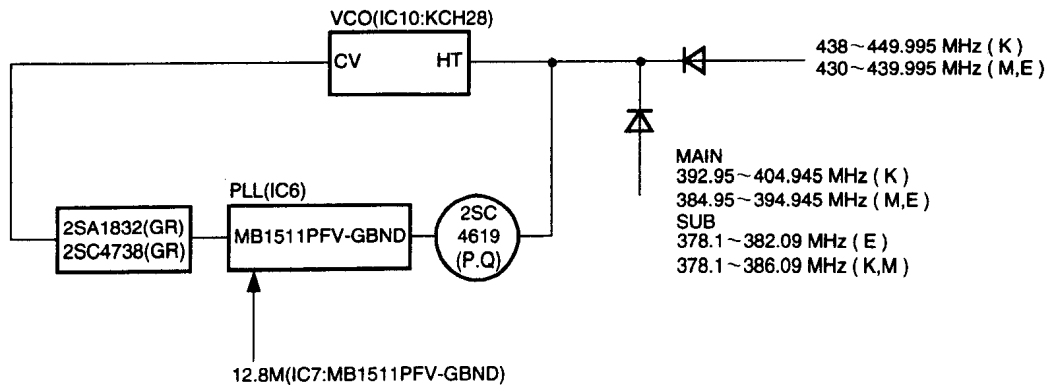 VCO(IC10:KCH28)
CV
HT
438~449.995 MHz ( K )
430~439.995 MHz ( M,E )
MAIN
392.95~404.945 MHz ( K )
384.95~394.945 MHz ( M,E )
SUB
378.1~382.09 MHz ( E )
378.1~386.09 MHz ( K,M )
PLL(IC6)
2SA1832(GR)
2SC4738(GR)
MB1511PFV-GBND
2SC
4619
(P.Q)
12.8M(IC7:MB1511PFV-GBND)